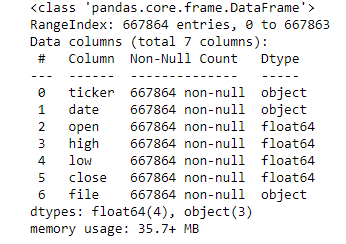 <class 'pandas.core.frame.DataFrame'>
RangeIndex: 667864 entries, 0 to 667863
Data columns (total 7 columns):
 #   Column  Non-Null Count   Dtype
---  ------  --------------   -----
 0   ticker  667864 non-null  object
 1   date    667864 non-null  object
 2   open    667864 non-null  float64
 3   high    667864 non-null  float64
 4   low     667864 non-null  float64
 5   close   667864 non-null  float64
 6   file    667864 non-null  object
dtypes: float64(4), object(3)
memory usage: 35.7+ MB